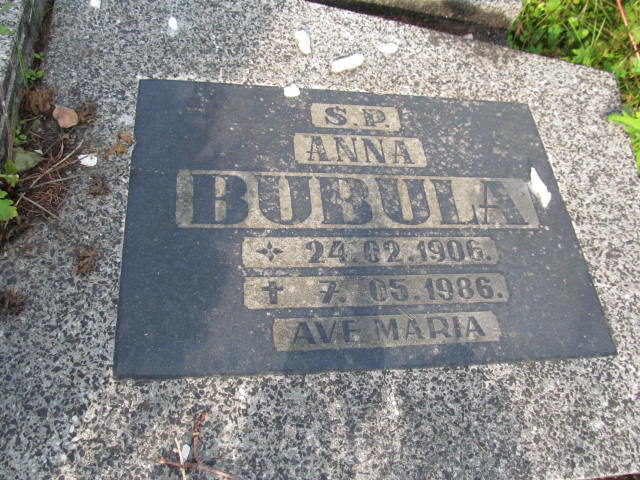 S.P.
ANNA
BUBULA
24.02.1906.
† 7.05.1986.
AVE MARIA